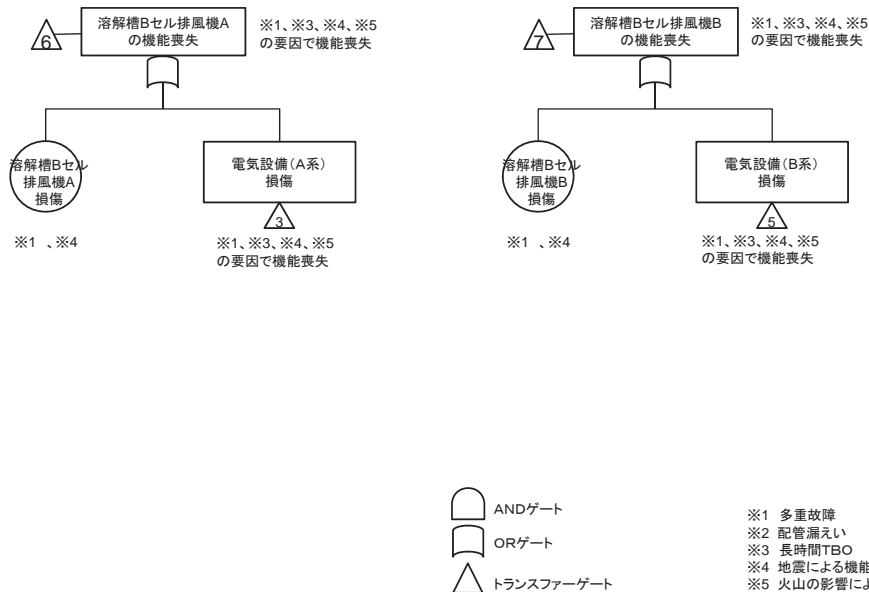 6
溶解槽Bセル排風機A
の機能喪失
※1、※3、※4、※5
の要因で機能喪失
溶解槽Bセル
排風機A
損傷
※1 、※4
電気設備(A系)
損傷
3
※1、※3、※4、※5
の要因で機能喪失
7
溶解槽Bセル排風機B
の機能喪失
※1、※3、※4、※5
の要因で機能喪失
溶解槽Bセル
排風機B
損傷
※1 、※4
電気設備(B系)
損傷
5
※1、※3、※4、※5
の要因で機能喪失
ANDゲート
ORゲート
トランスファーゲート
※1 多重故障
※2 配管漏えい
※3 長時間TBO
※4 地震による機能
※5 火山の影響によ